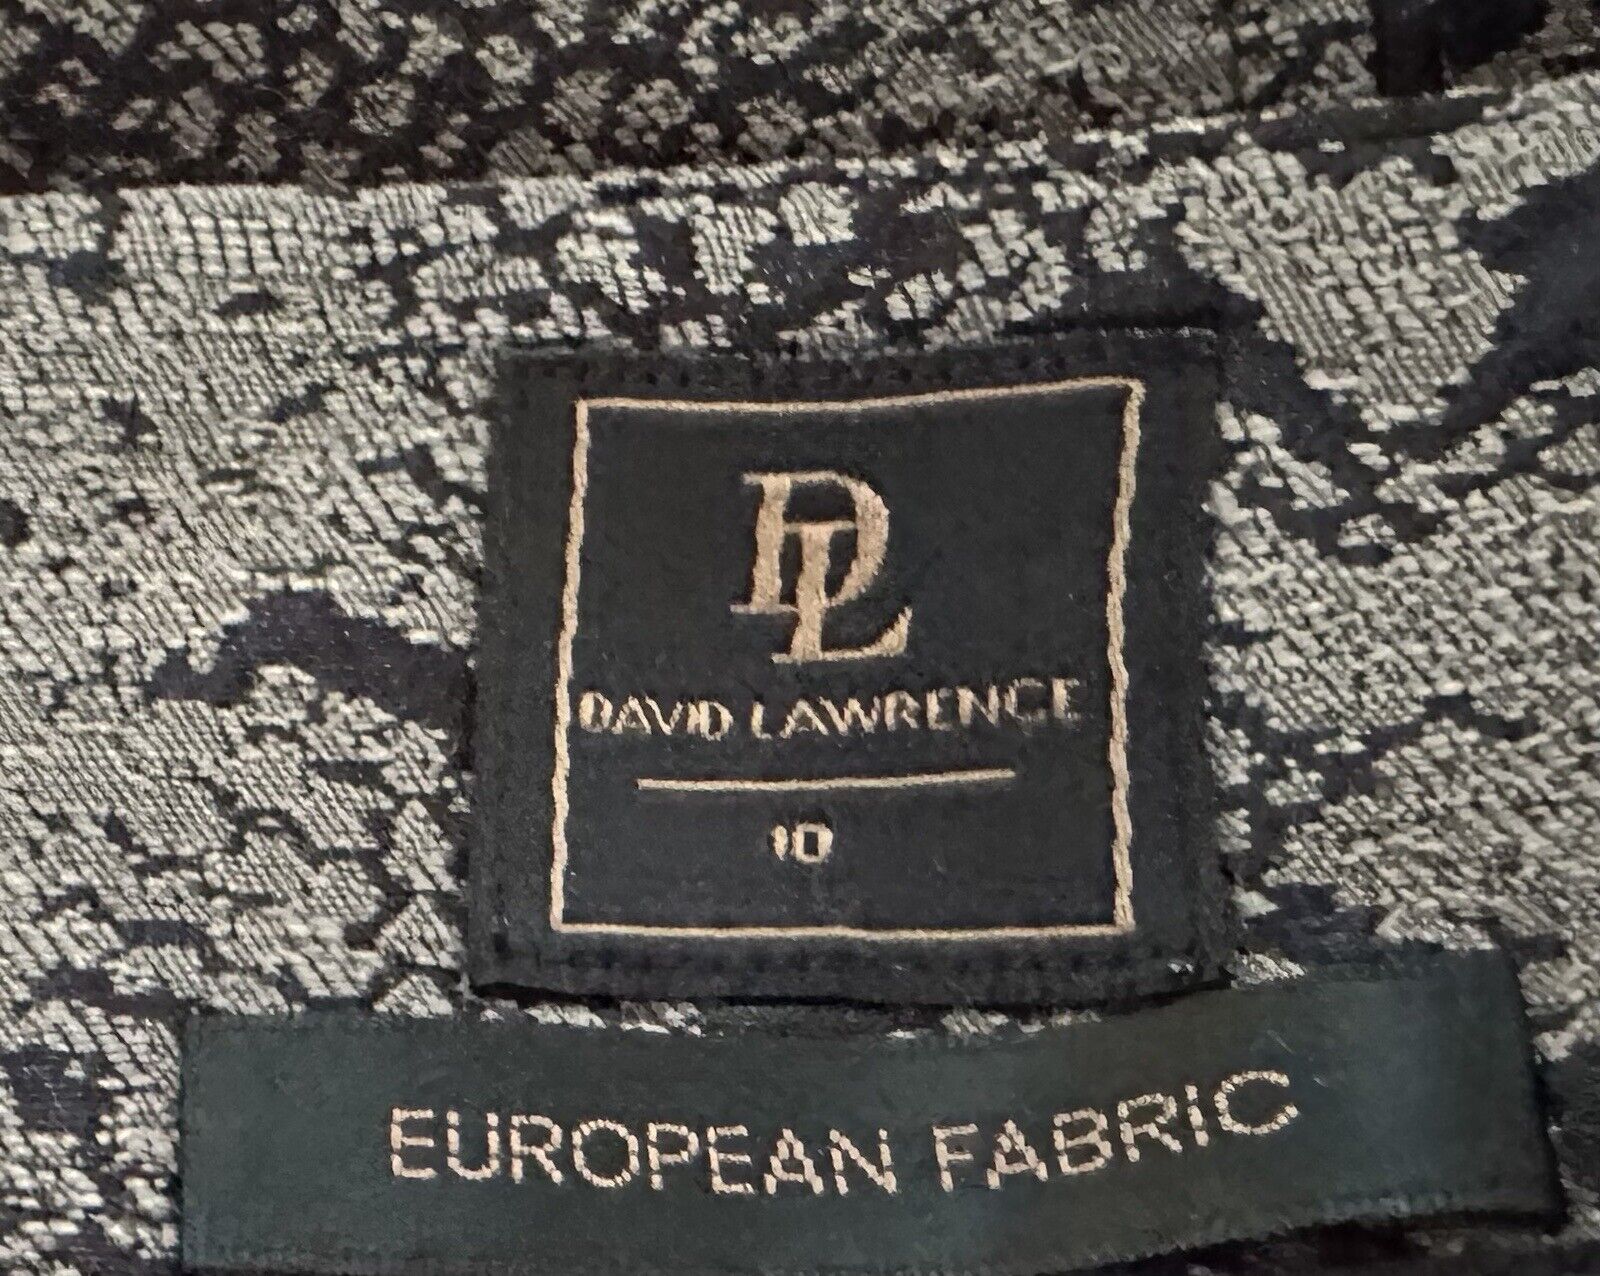 DL
DAVID LAWRENCE
10
EUROPEAN FABRIC